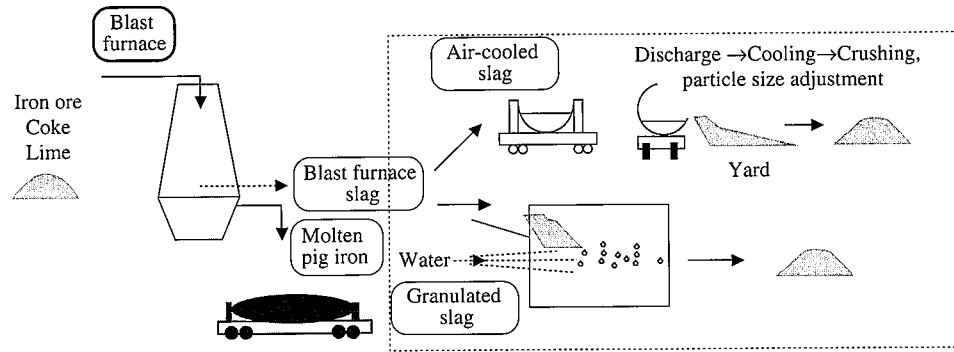 Blast
furnace
Iron ore
Coke
Lime
Blast furnace
slag
Molten
pig iron
Air-cooled
slag
Discharge →Cooling→Crushing,
particle size adjustment
Yard
Water
Granulated
slag